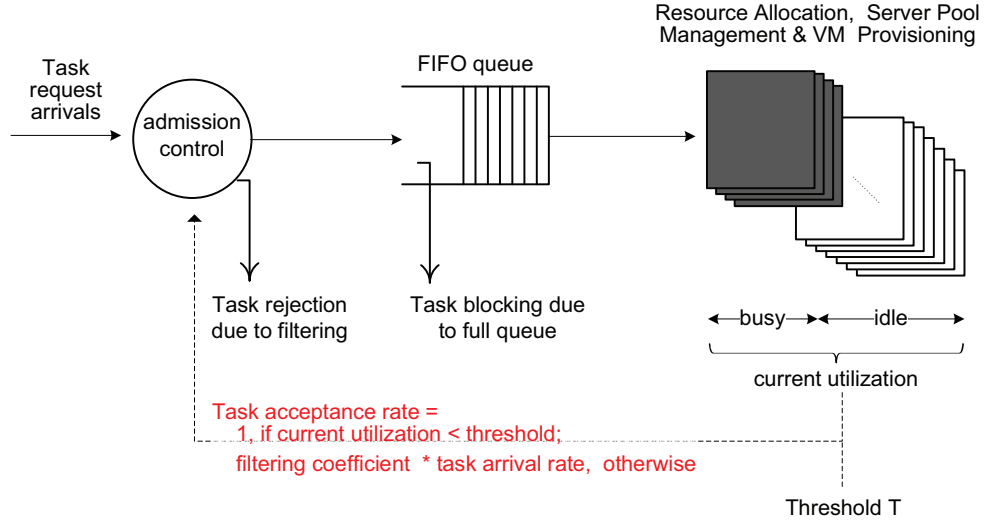 Resource Allocation, Server Pool
Management & VM Provisioning
Task
request
arrivals
FIFO queue
admission
control
Task rejection
due to filtering
Task blocking due
to full queue
busy
idle
current utilization
Task acceptance rate =
1, if current utilization < threshold;
filtering coefficient * task arrival rate, otherwise
Threshold T